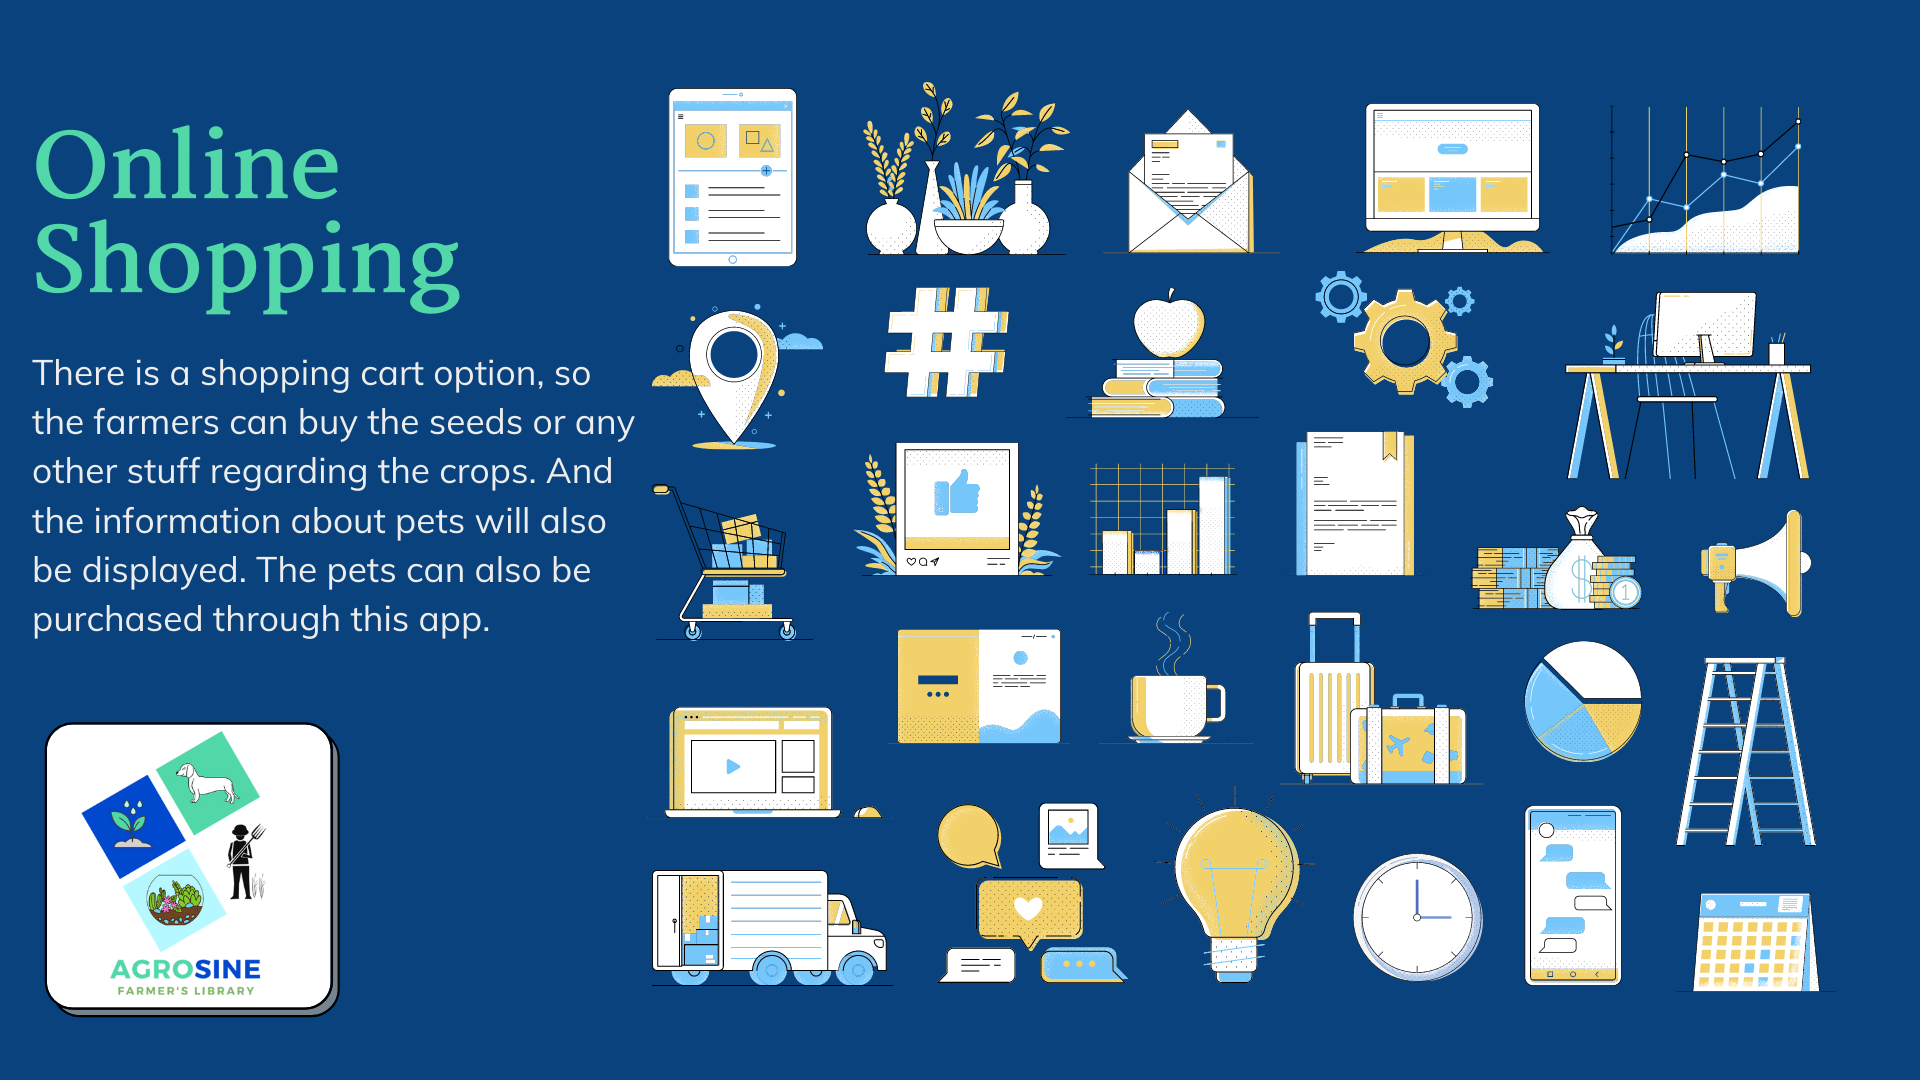 Online
Shopping
There is a shopping cart option, so
the farmers can buy the seeds or any
other stuff regarding the crops. And
the information about pets will also
be displayed. The pets can also be
purchased through this app.
AGROSINE
FARMER'S LIBRARY
#
$
1